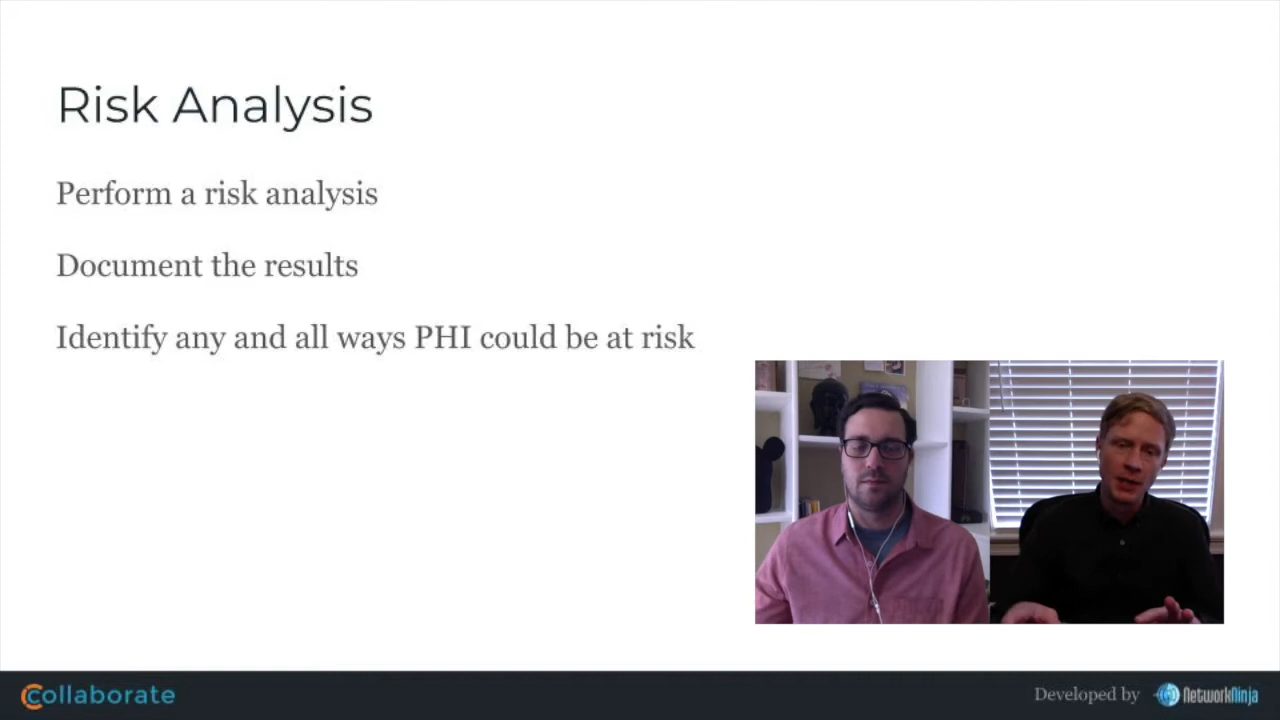 Risk Analysis
Perform a risk analysis
Document the results
Identify any and all ways PHI could be at risk
Collaborate
Developed by NetworkNinja